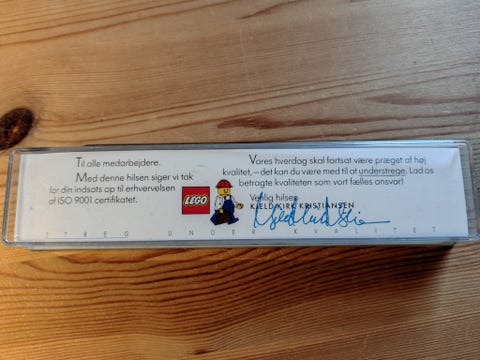 Til alle medarbejdere.
Med denne hilsen siger vi tak
for din indsats op til erhvervelsen
af ISO 9001 certifikatet.
LEGO
Vores hverdag skal fortsat være præget af høj
kvalitet, – det kan du være med til at understrege. Lad os
betragte kvaliteten som vort fælles ansvar!
Venlig hilsen
KJELD KIRK KRISTIANSEN
STREG UNDER KVALITET